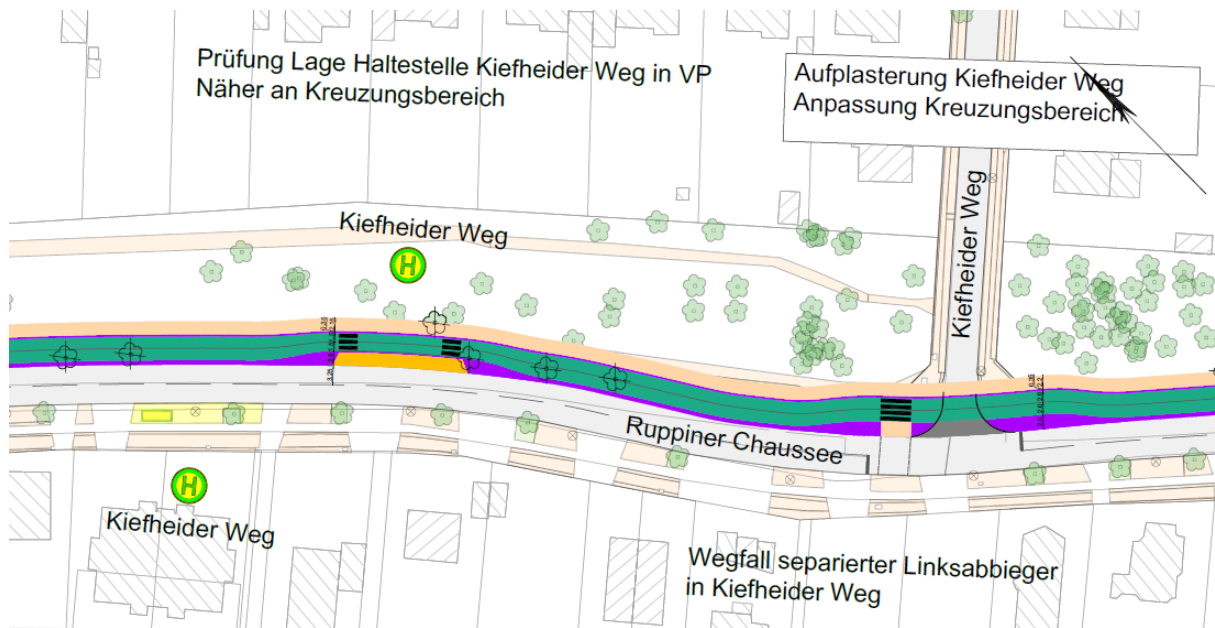 Prüfung Lage Haltestelle Kiefheider Weg in VP
Näher an Kreuzungsbereich
Aufplasterung Kiefheider Weg
Anpassung Kreuzungsbereich
Kiefheider Weg
H
Kiefheider Weg
Ruppiner Chaussee
H
Kiefheider Weg
Wegfall separierter Linksabbieger
in Kiefheider Weg